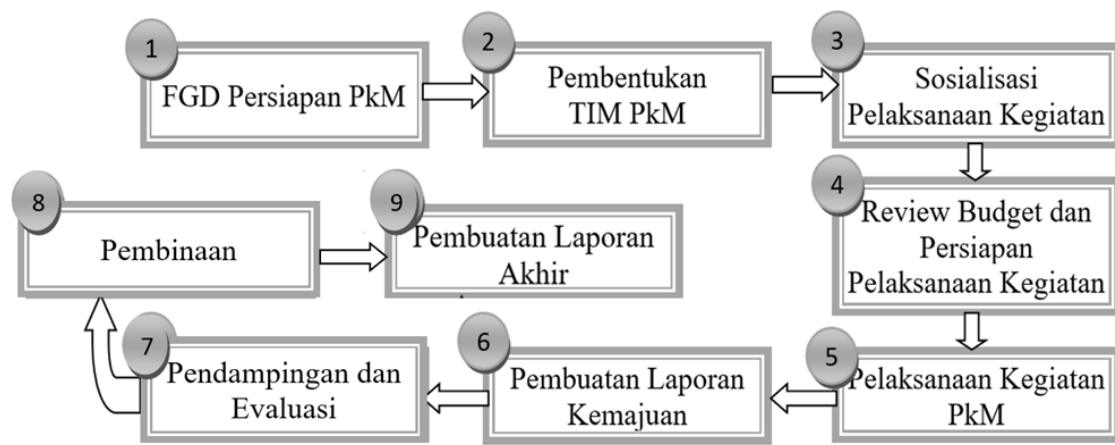 1
FGD Persiapan PkM
2
Pembentukan
TIM PkM
3
Sosialisasi
Pelaksanaan Kegiatan
4
Review Budget dan
Persiapan
Pelaksanaan Kegiatan
5
Pelaksanaan Kegiatan
PkM
6
Pembuatan Laporan
Kemajuan
7
Pendampingan dan
Evaluasi
8
Pembinaan
9
Pembuatan Laporan
Akhir